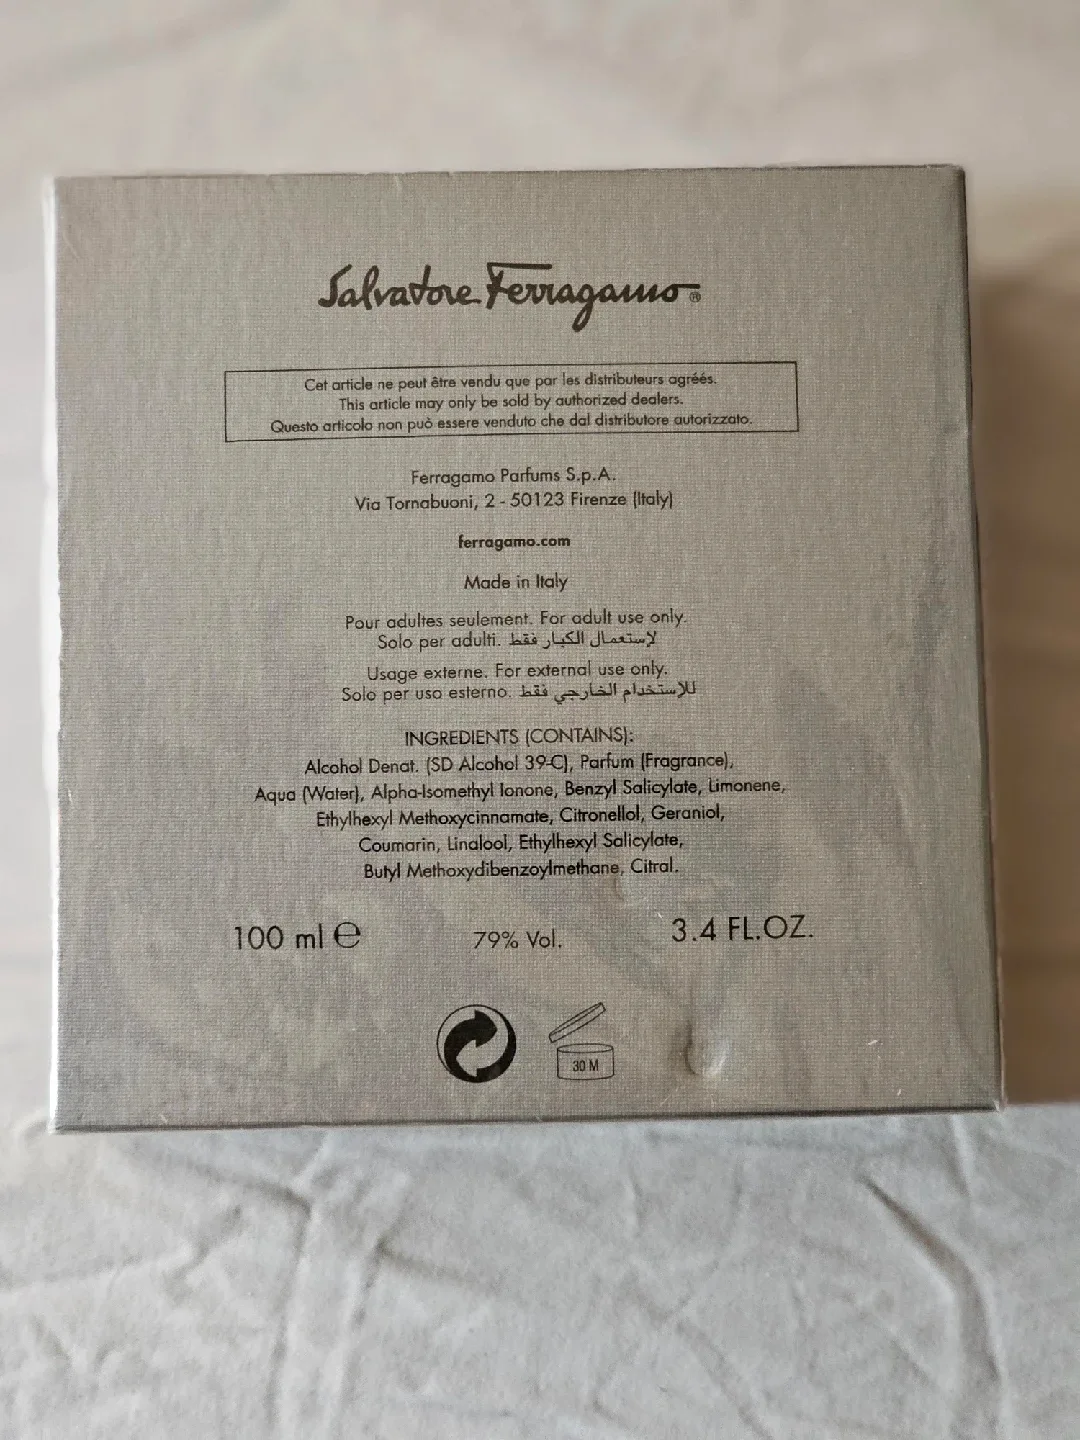 Salvatore Ferragamo ®
Cet article ne peut être vendu que par les distributeurs agréés.
This article may only be sold by authorized dealers.
Questo articolo non può essere venduto che dal distributore autorizzato.
Ferragamo Parfums S.p.A.
Via Tornabuoni, 2 - 50123 Firenze (Italy)
ferragamo.com
Made in Italy
Pour adultes seulement. For adult use only.
Solo per adulti. لإستعمال الكبار فقط
Usage externe. For external use only.
Solo per uso esterno. للاستخدام الخارجي فقط
INGREDIENTS (CONTAINS):
Alcohol Denat. (SD Alcohol 39-C), Parfum (Fragrance),
Aqua (Water), Alpha-Isomethyl Ionone, Benzyl Salicylate, Limonene,
Ethylhexyl Methoxycinnamate, Citronellol, Geraniol,
Coumarin, Linalool, Ethylhexyl Salicylate,
Butyl Methoxydibenzoylmethane, Citral.
100 ml ℮ 79% Vol. 3.4 FL.OZ.
30 M